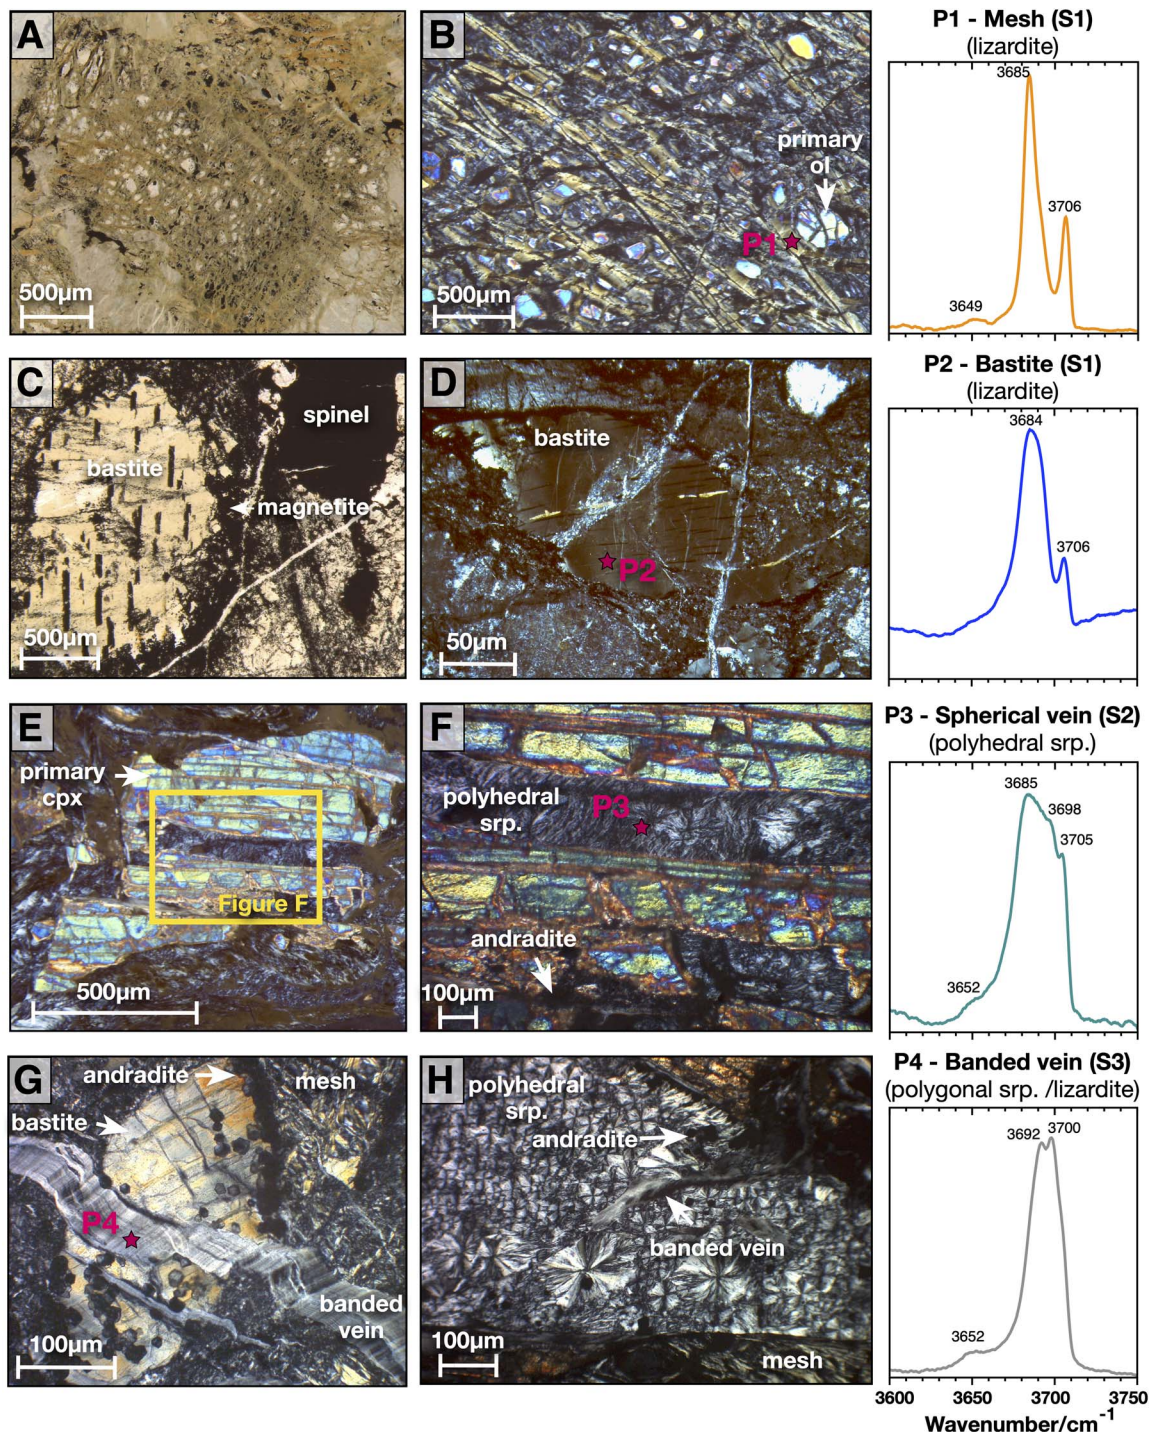 A
500µm
B
primary
ol
P1
500µm
P1 - Mesh (S1)
(lizardite)
3685
3706
3649
C
spinel
bastite
magnetite
500µm
D
bastite
P2
50µm
P2 - Bastite (S1)
(lizardite)
3684
3706
E
primary
cpx
Figure F
500µm
F
polyhedral
srp.
P3
andradite
100µm
P3 - Spherical vein (S2)
(polyhedral srp.)
3685
3698
3705
3652
G
andradite
mesh
bastite
P4
banded
vein
100µm
H
polyhedral
srp.
andradite
banded vein
100µm
mesh
P4 - Banded vein (S3)
(polygonal srp. /lizardite)
3692 3700
3652
3600 3650 3700 3750
Wavenumber/cm⁻¹